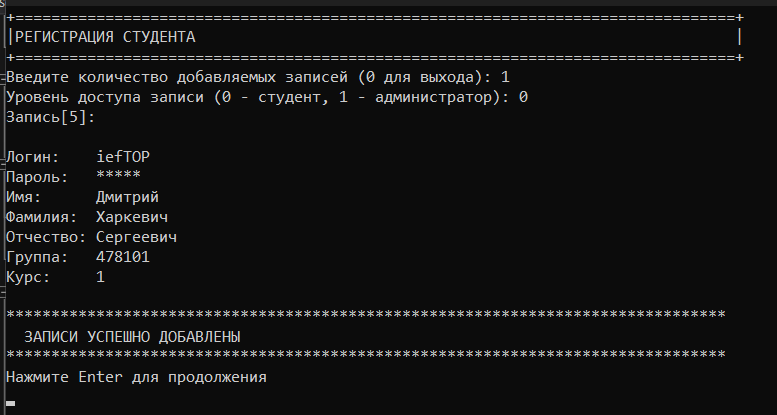 +================================================================================+
|РЕГИСТРАЦИЯ СТУДЕНТА |
+================================================================================+
Введите количество добавляемых записей (0 для выхода): 1
Уровень доступа записи (0 - студент, 1 - администратор): 0
Запись[5]:
Логин: iefTOP
Пароль: *****
Имя: Дмитрий
Фамилия: Харкевич
Отчество: Сергеевич
Группа: 478101
Курс: 1
********************************************************************************
ЗАПИСИ УСПЕШНО ДОБАВЛЕНЫ
********************************************************************************
Нажмите Enter для продолжения